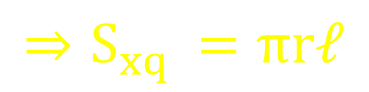 ⇒ Sxq = πrℓ